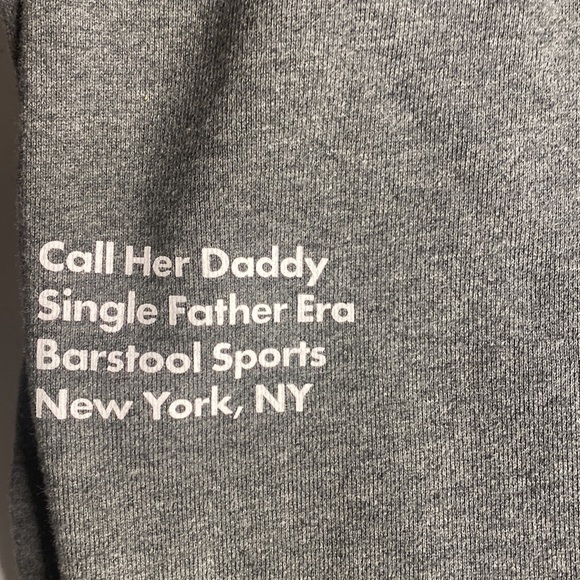 Call Her Daddy
Single Father Era
Barstool Sports
New York, NY